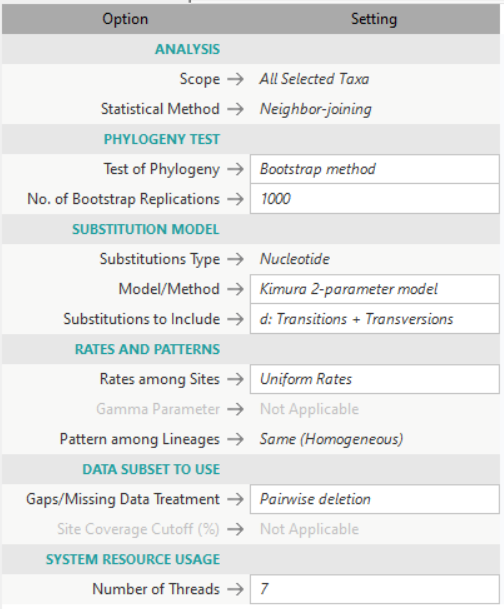 Option Setting
ANALYSIS
Scope → All Selected Taxa
Statistical Method → Neighbor-joining
PHYLOGENY TEST
Test of Phylogeny → Bootstrap method
No. of Bootstrap Replications → 1000
SUBSTITUTION MODEL
Substitutions Type → Nucleotide
Model/Method → Kimura 2-parameter model
Substitutions to Include → d: Transitions + Transversions
RATES AND PATTERNS
Rates among Sites → Uniform Rates
Gamma Parameter → Not Applicable
Pattern among Lineages → Same (Homogeneous)
DATA SUBSET TO USE
Gaps/Missing Data Treatment → Pairwise deletion
Site Coverage Cutoff (%) → Not Applicable
SYSTEM RESOURCE USAGE
Number of Threads → 7